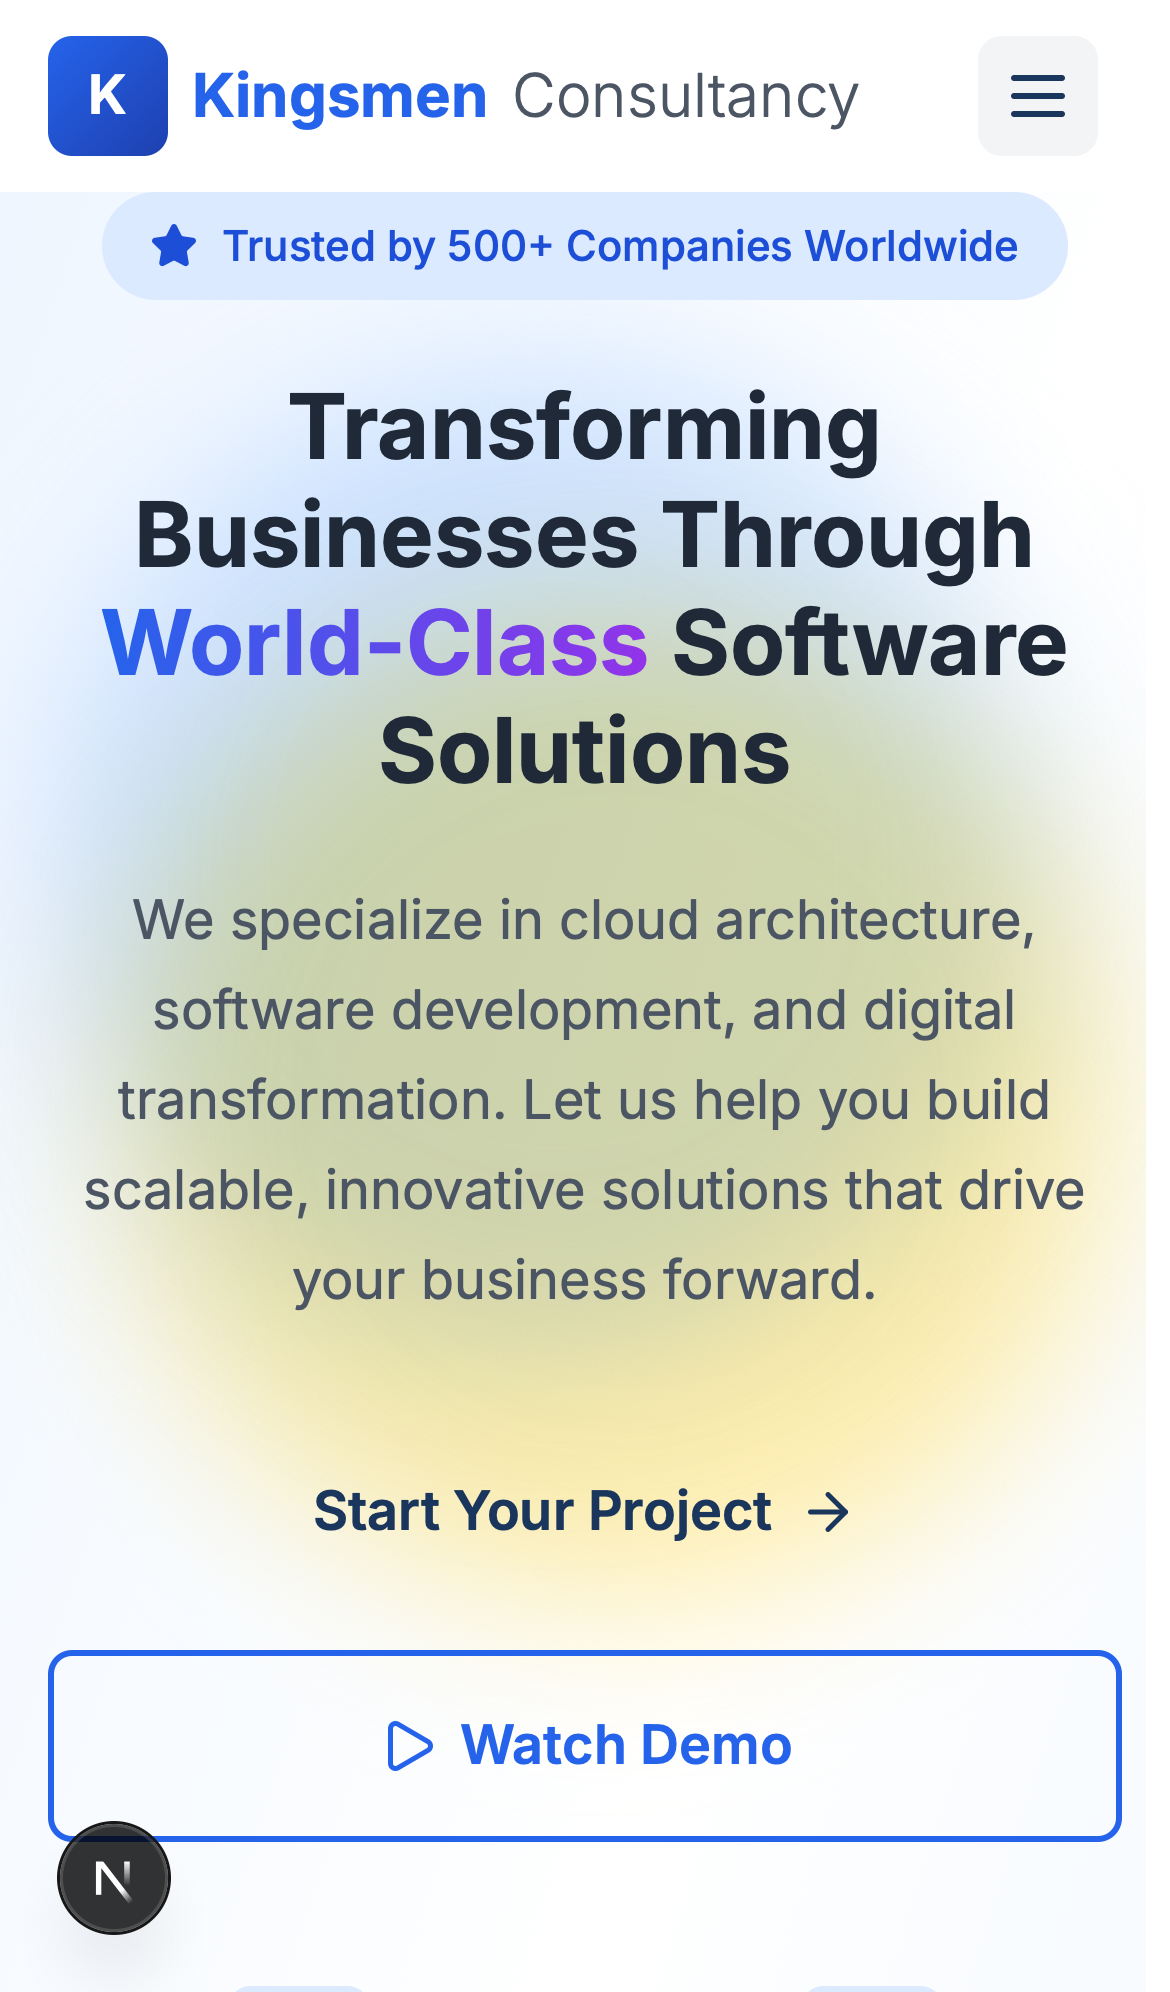 K Kingsmen Consultancy
Trusted by 500+ Companies Worldwide
Transforming
Businesses Through
World-Class Software
Solutions
We specialize in cloud architecture,
software development, and digital
transformation. Let us help you build
scalable, innovative solutions that drive
your business forward.
Start Your Project
Watch Demo
N